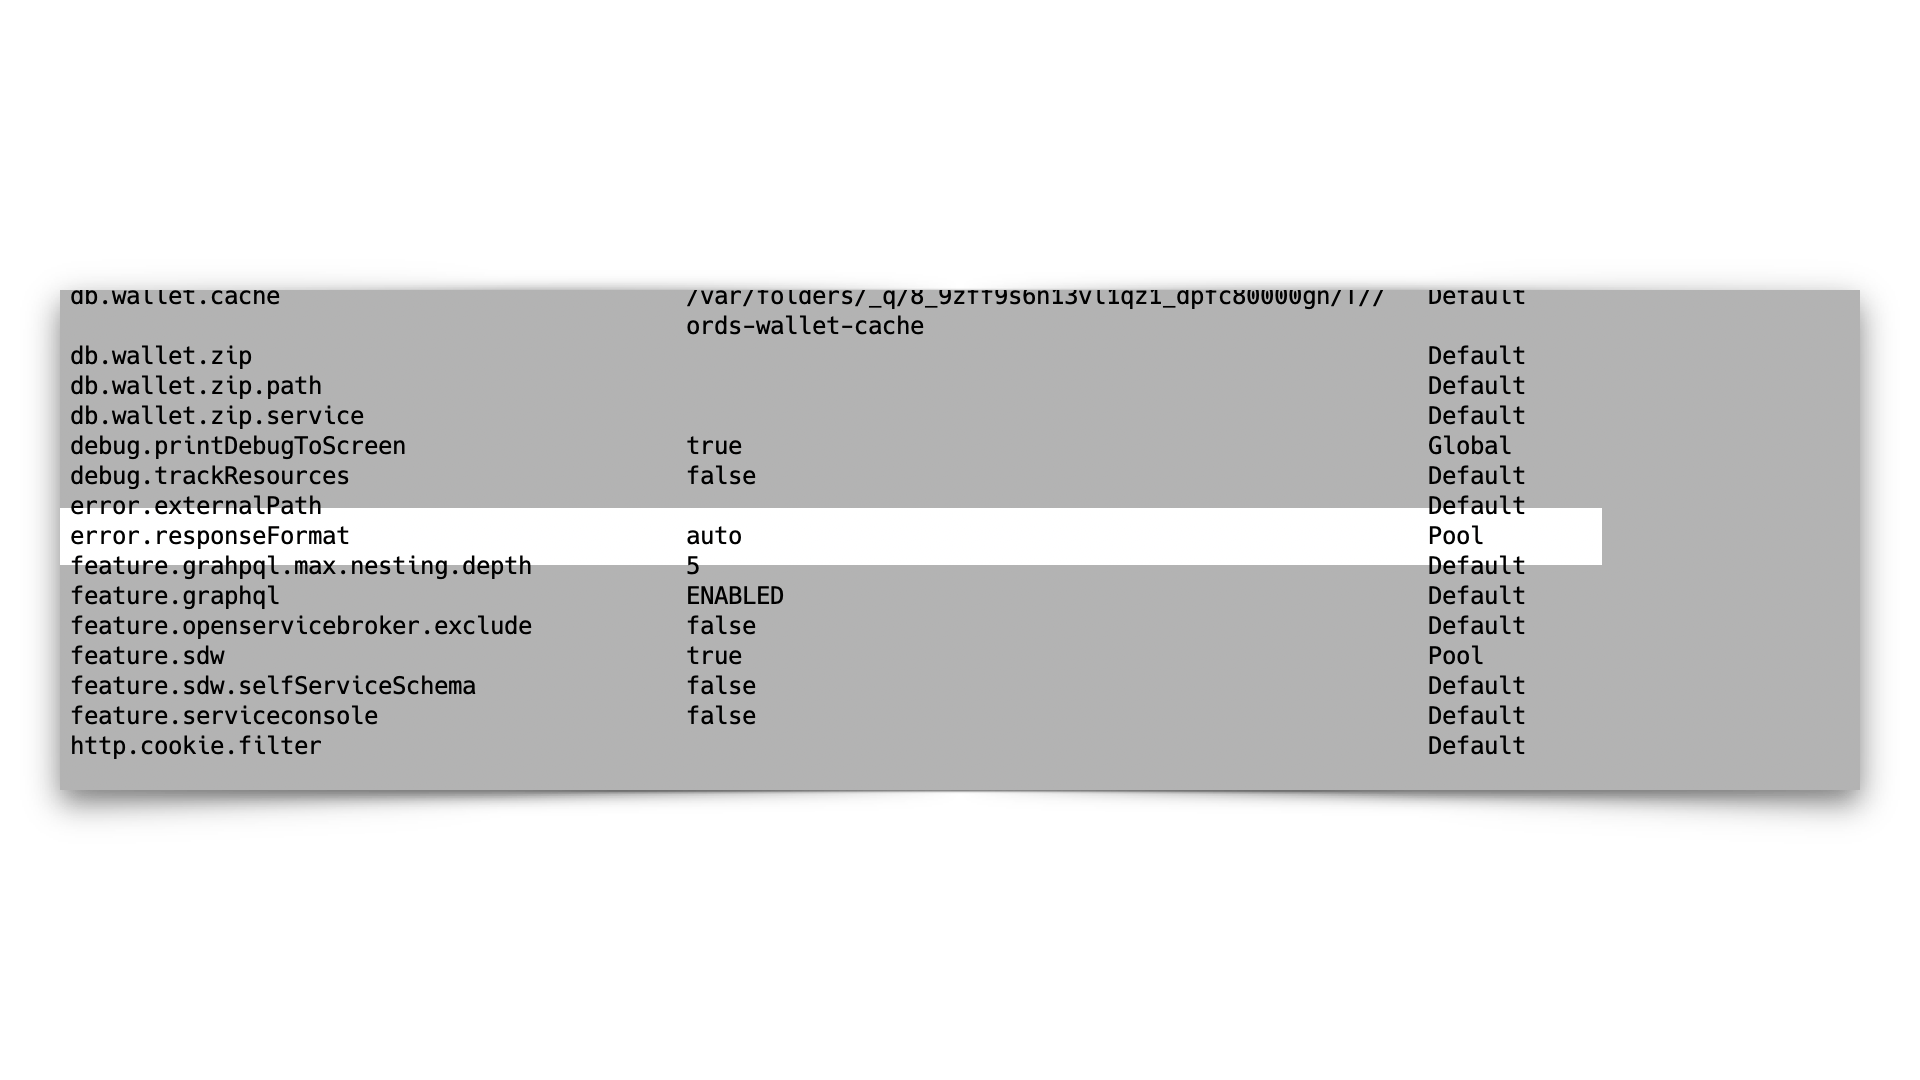 db.wallet.cache /var/folders/_q/8_9zff9s6n13vl1qz1_dpfc80000gn/T// Default
ords-wallet-cache
db.wallet.zip Default
db.wallet.zip.path Default
db.wallet.zip.service Default
debug.printDebugToScreen true Global
debug.trackResources false Default
error.externalPath Default
error.responseFormat auto Pool
feature.grahpql.max.nesting.depth 5 Default
feature.graphql ENABLED Default
feature.openservicebroker.exclude false Default
feature.sdw true Pool
feature.sdw.selfServiceSchema false Default
feature.serviceconsole false Default
http.cookie.filter Default